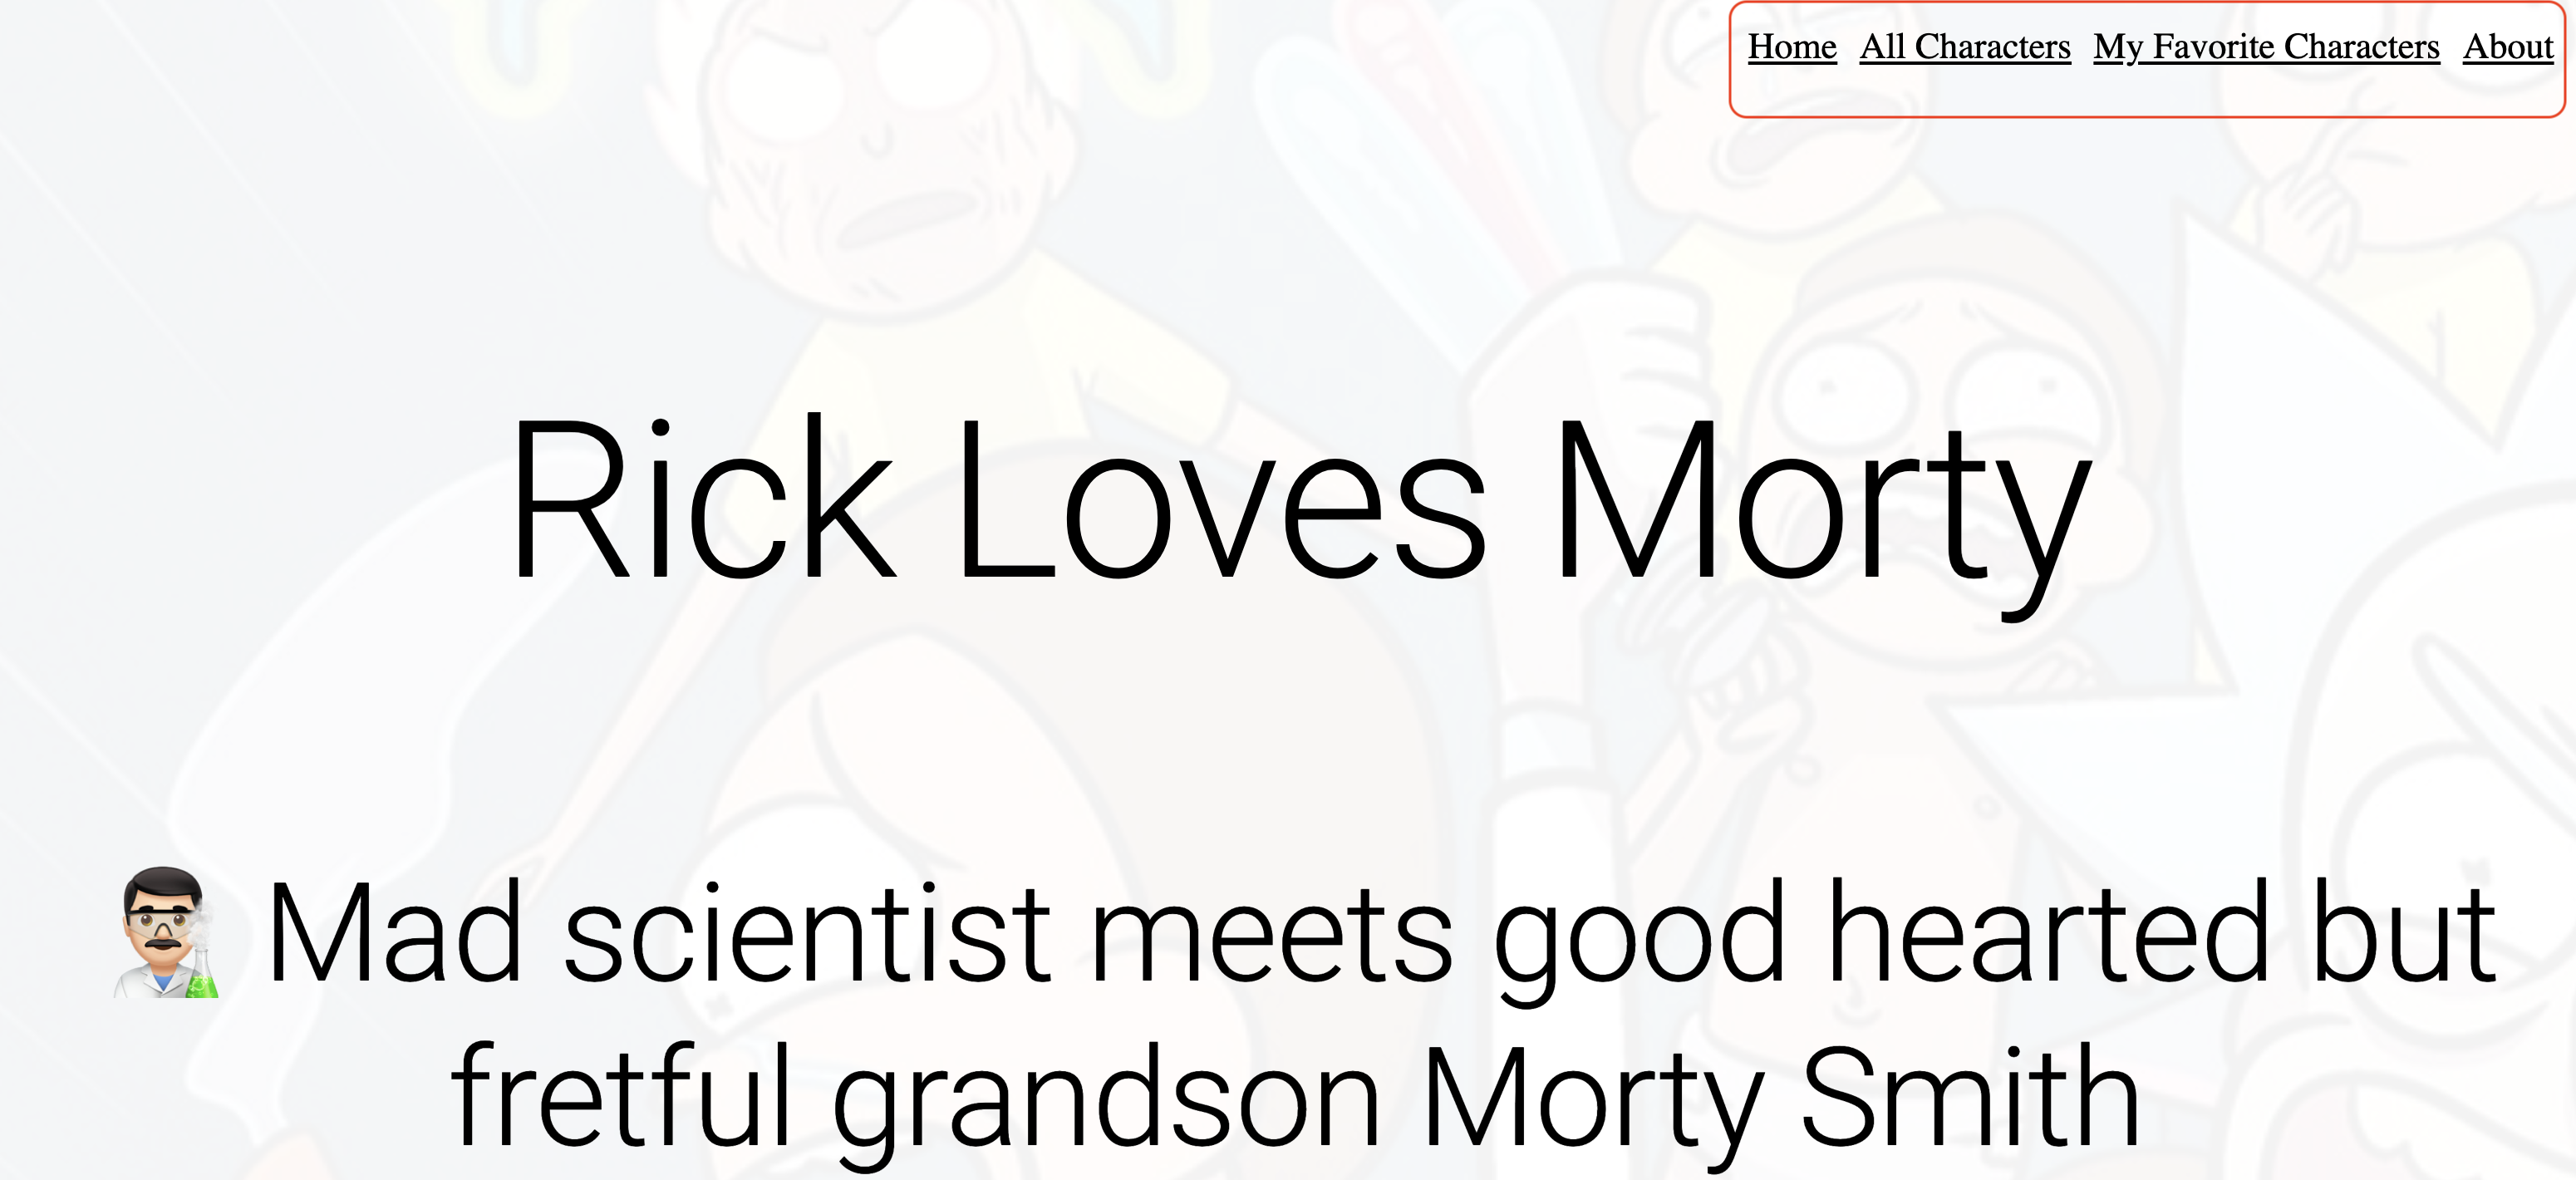 Home All Characters My Favorite Characters About
Rick Loves Morty
Mad scientist meets good hearted but
fretful grandson Morty Smith